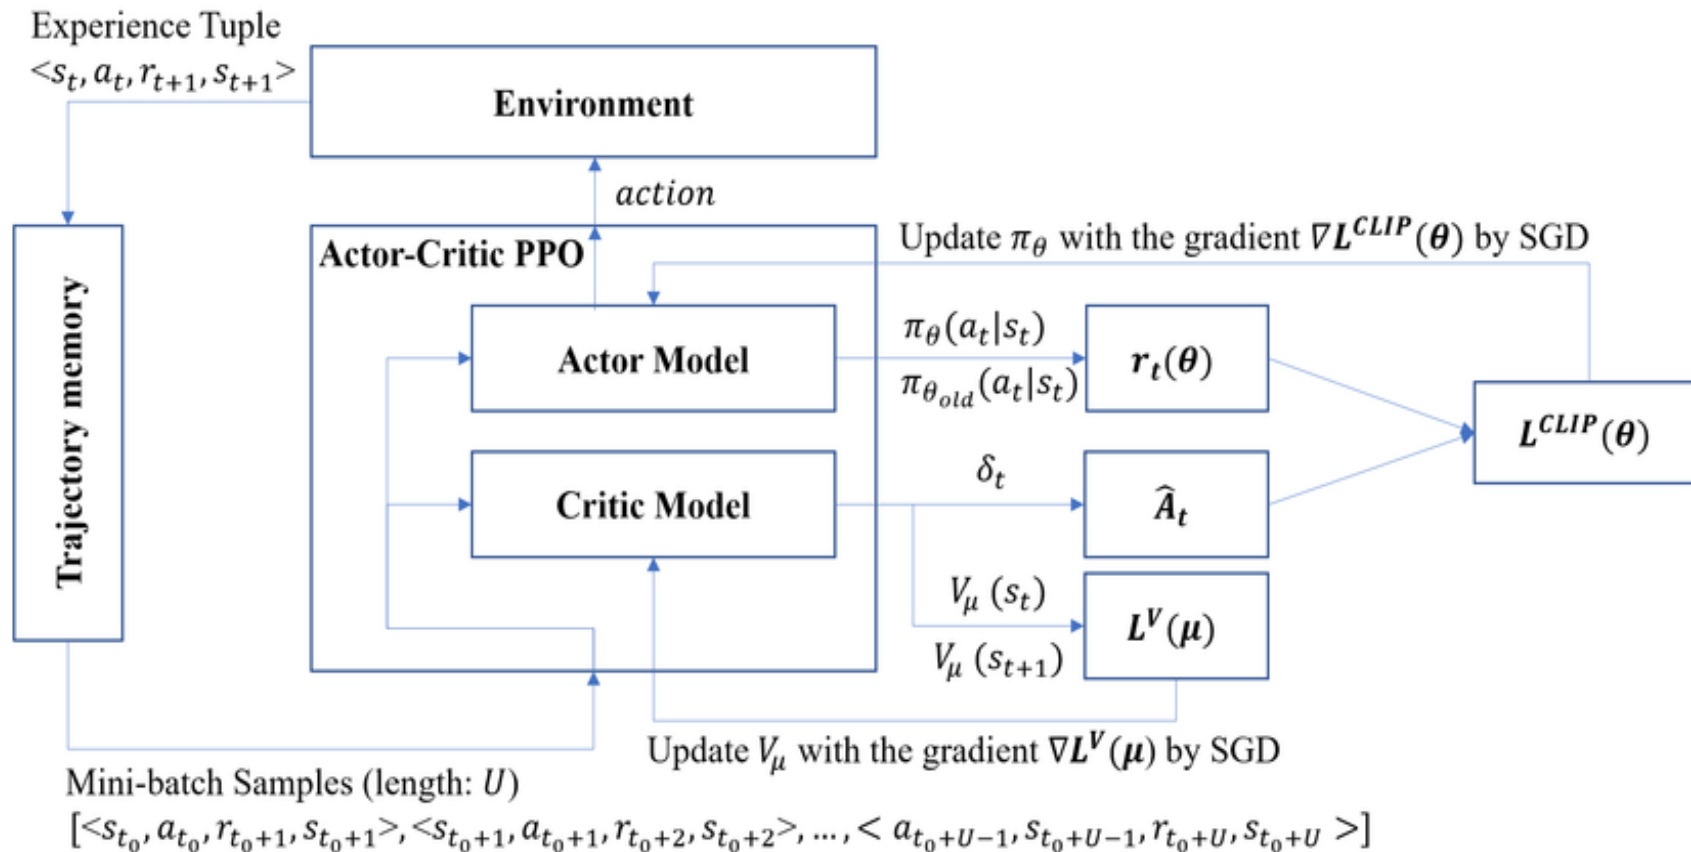 Experience Tuple
<s_t, a_t, r_{t+1}, s_{t+1}>
Environment
action
Update π_θ with the gradient ∇L^{CLIP}(θ) by SGD
Actor-Critic PPO
Trajectory memory
Actor Model
π_θ(a_t|s_t)
π_{θ_{old}}(a_t|s_t)
r_t(θ)
L^{CLIP}(θ)
Critic Model
δ_t
Â_t
V_μ (s_t)
V_μ (s_{t+1})
L^V(μ)
Update V_μ with the gradient ∇L^V(μ) by SGD
Mini-batch Samples (length: U)
[<s_{t_0}, a_{t_0}, r_{t_0+1}, s_{t_0+1}>, <s_{t_0+1}, a_{t_0+1}, r_{t_0+2}, s_{t_0+2}>, …, < a_{t_0+U−1}, s_{t_0+U−1}, r_{t_0+U}, s_{t_0+U} >]